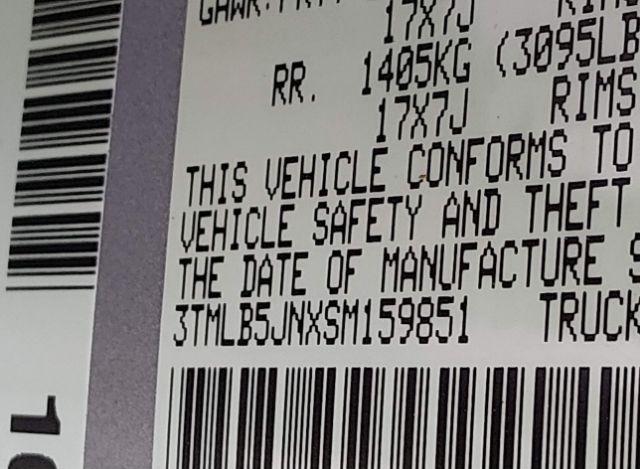 17X7J
RR. 1405KG (3095LB
17X7J RIMS
THIS VEHICLE CONFORMS TO
VEHICLE SAFETY AND THEFT
THE DATE OF MANUFACTURE S
3TMLB5JNXSM159851 TRUCK